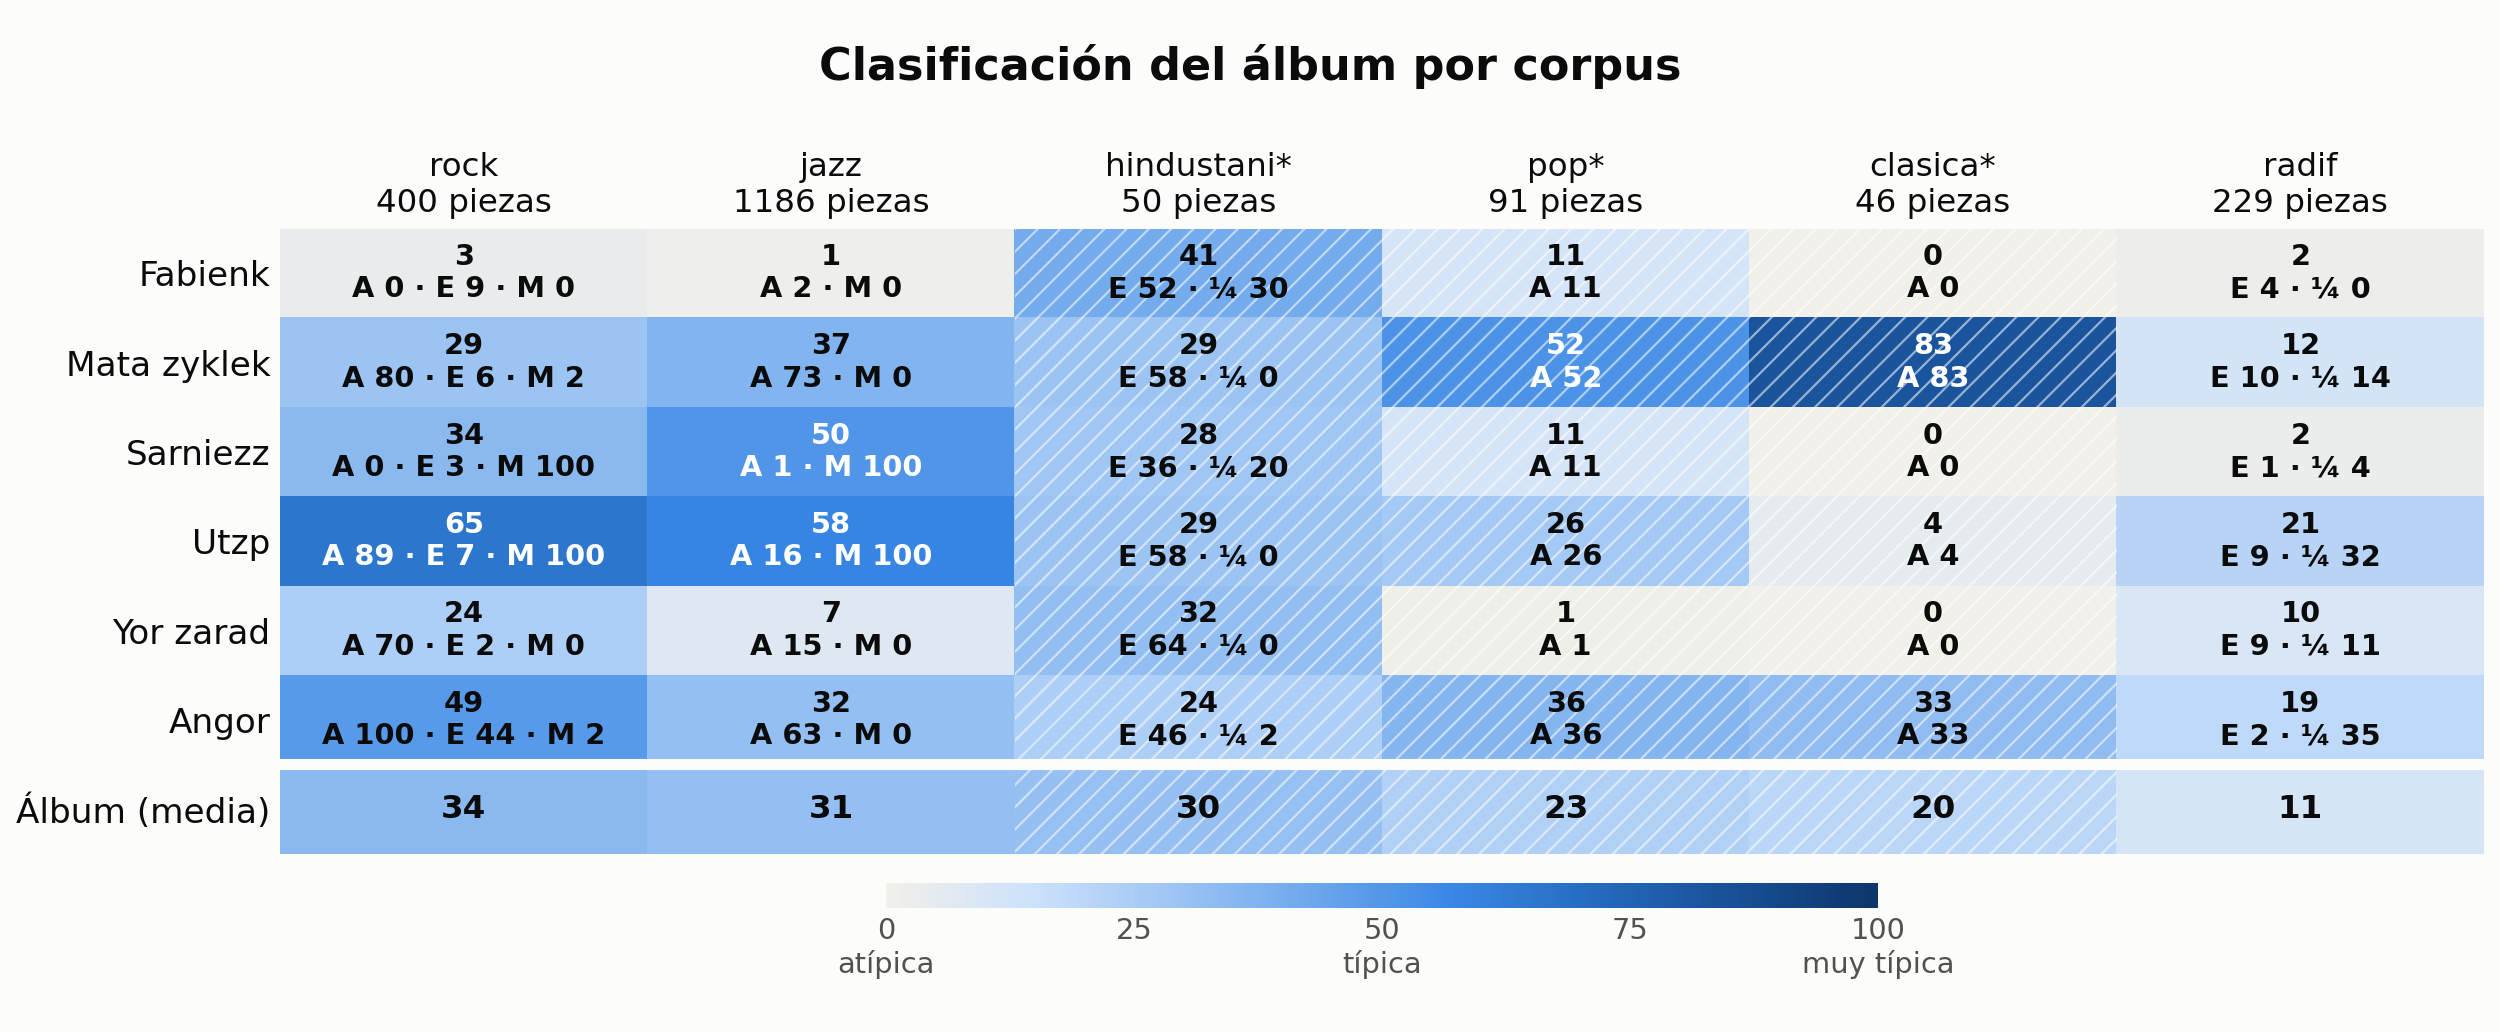 Clasificación del álbum por corpus
rock jazz hindustani* pop* clasica* radif
400 piezas 1186 piezas 50 piezas 91 piezas 46 piezas 229 piezas
Fabienk
3 1 41 11 0 2
A 0 · E 9 · M 0 A 2 · M 0 E 52 · ¼ 30 A 11 A 0 E 4 · ¼ 0
Mata zyklek
29 37 29 52 83 12
A 80 · E 6 · M 2 A 73 · M 0 E 58 · ¼ 0 A 52 A 83 E 10 · ¼ 14
Sarniezz
34 50 28 11 0 2
A 0 · E 3 · M 100 A 1 · M 100 E 36 · ¼ 20 A 11 A 0 E 1 · ¼ 4
Utzp
65 58 29 26 4 21
A 89 · E 7 · M 100 A 16 · M 100 E 58 · ¼ 0 A 26 A 4 E 9 · ¼ 32
Yor zarad
24 7 32 1 0 10
A 70 · E 2 · M 0 A 15 · M 0 E 64 · ¼ 0 A 1 A 0 E 9 · ¼ 11
Angor
49 32 24 36 33 19
A 100 · E 44 · M 2 A 63 · M 0 E 46 · ¼ 2 A 36 A 33 E 2 · ¼ 35
Álbum (media) 34 31 30 23 20 11
0 25 50 75 100
atípica típica muy típica